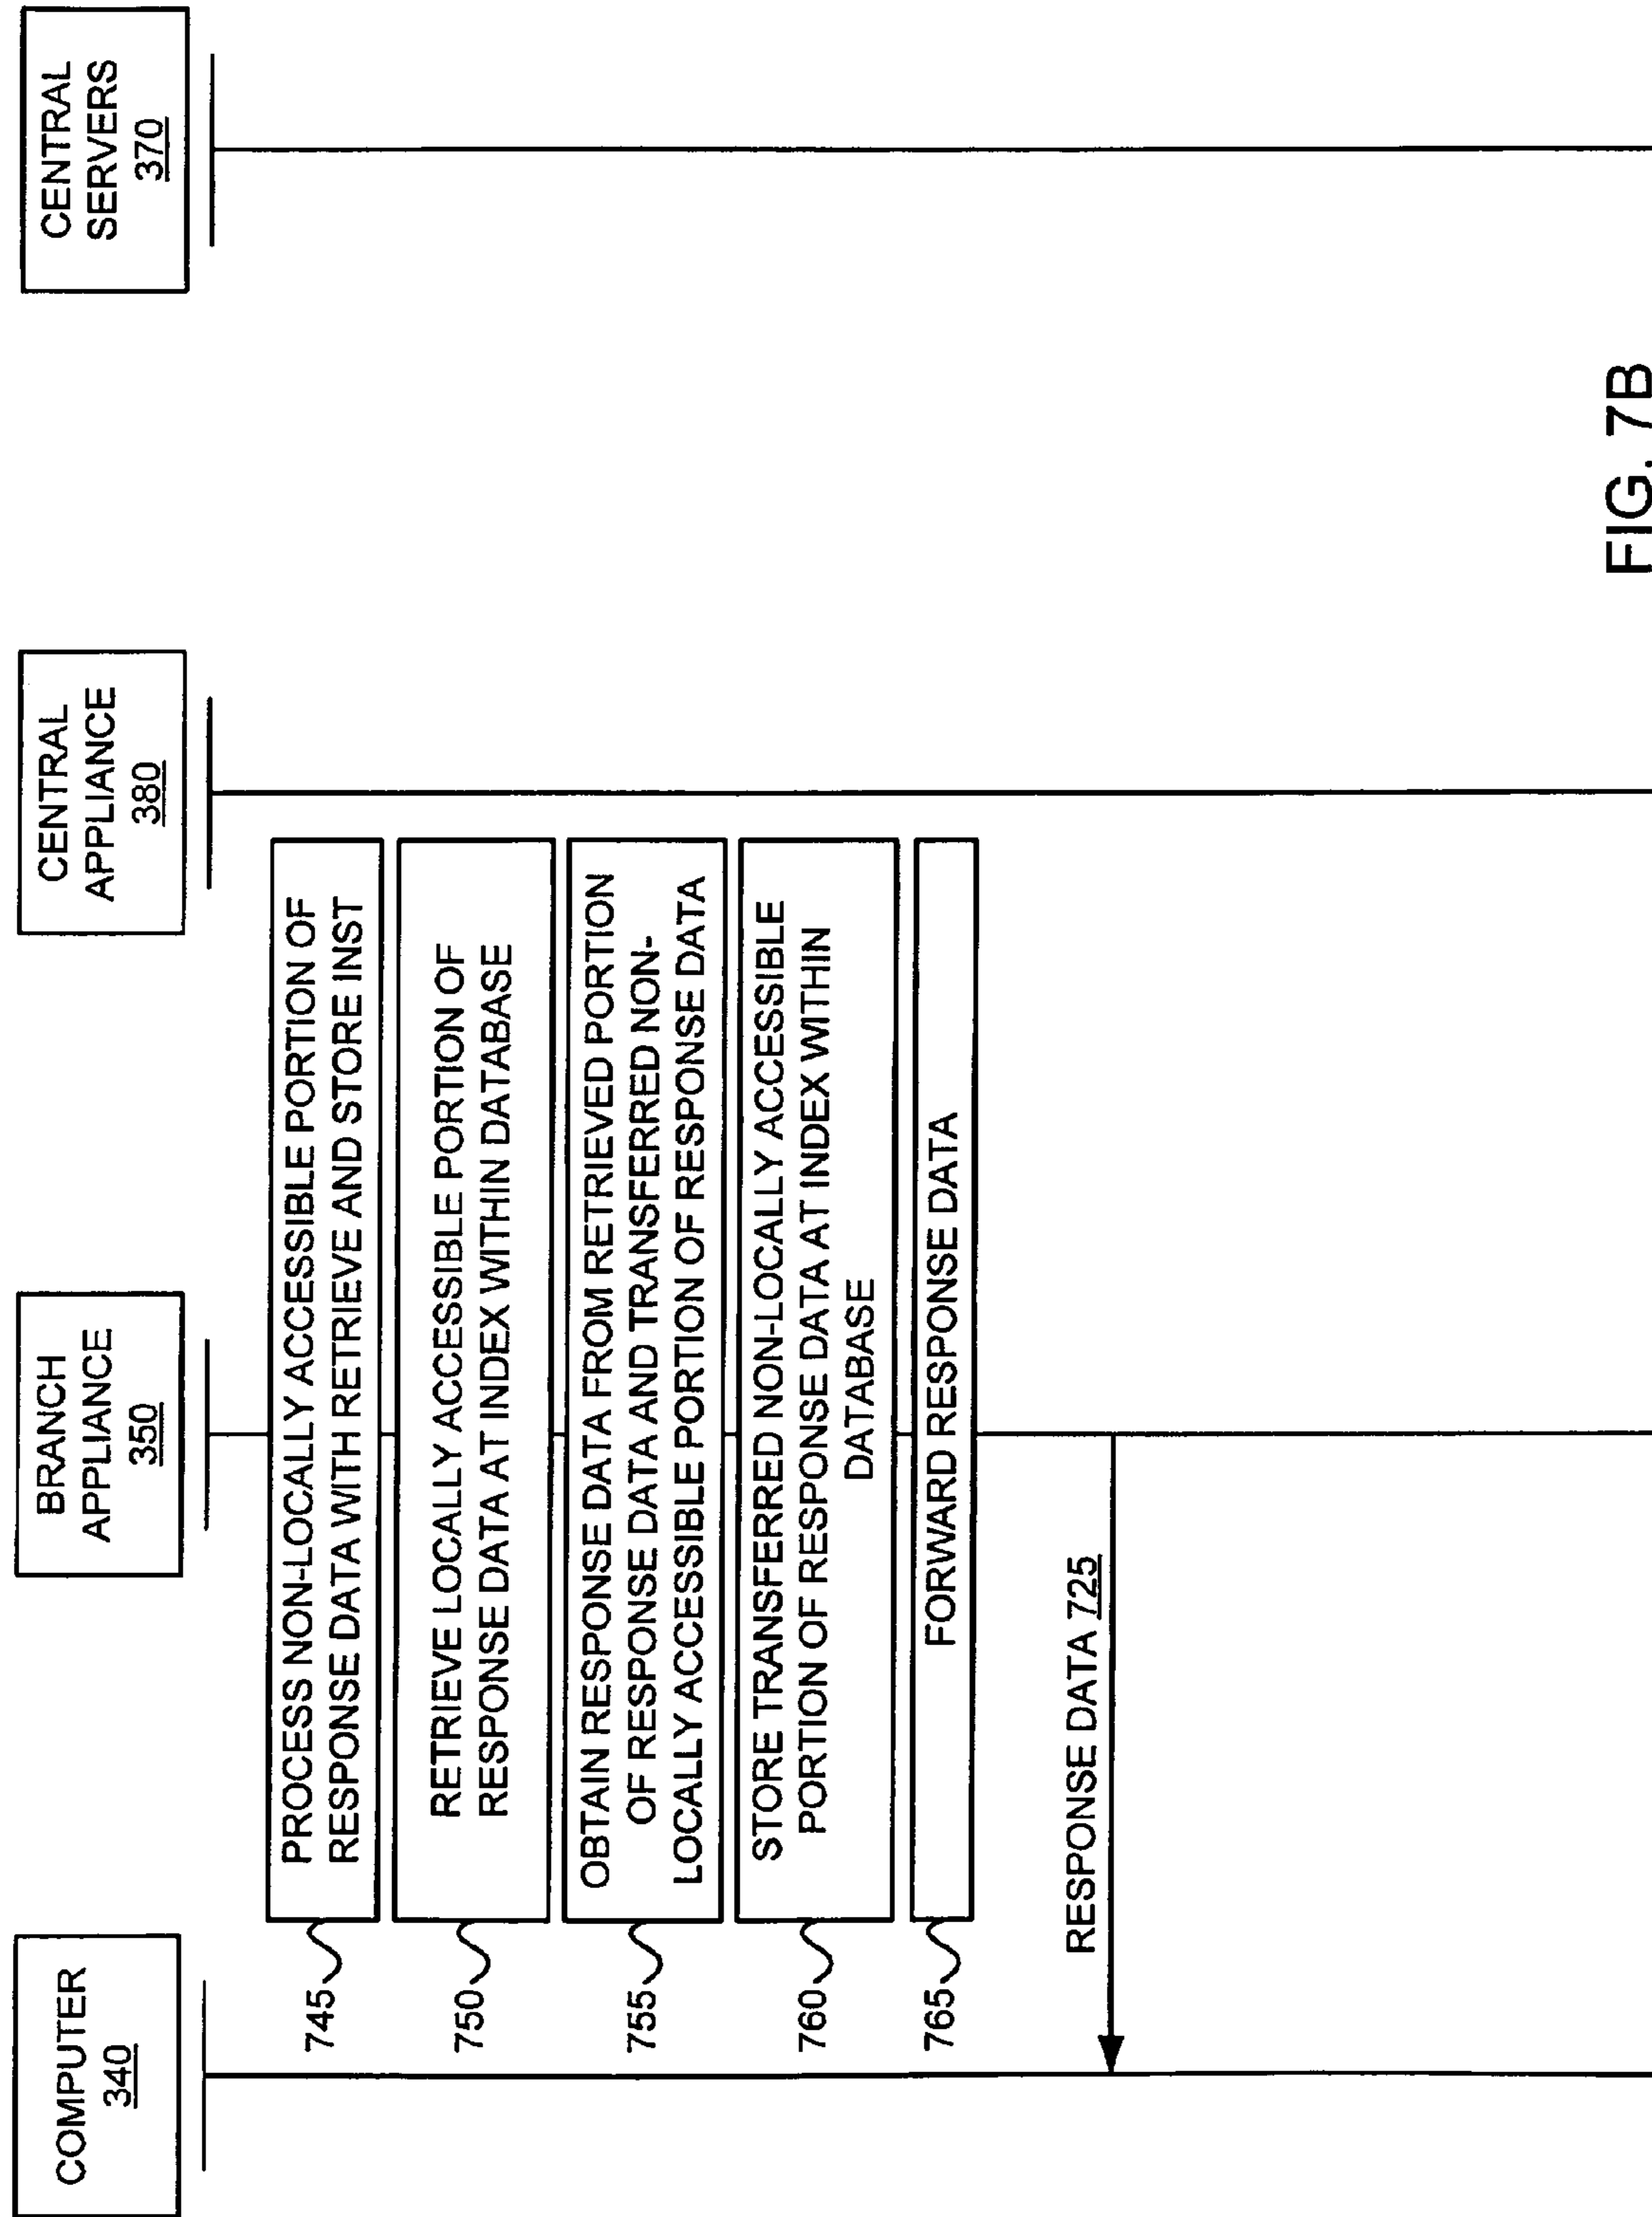 COMPUTER
340
BRANCH
APPLIANCE
350
CENTRAL
APPLIANCE
380
CENTRAL
SERVERS
370
745
PROCESS NON-LOCALLY ACCESSIBLE PORTION OF
RESPONSE DATA WITH RETRIEVE AND STORE INST
750
RETRIEVE LOCALLY ACCESSIBLE PORTION OF
RESPONSE DATA AT INDEX WITHIN DATABASE
755
OBTAIN RESPONSE DATA FROM RETRIEVED PORTION
OF RESPONSE DATA AND TRANSFERRED NON-
LOCALLY ACCESSIBLE PORTION OF RESPONSE DATA
760
STORE TRANSFERRED NON-LOCALLY ACCESSIBLE
PORTION OF RESPONSE DATA AT INDEX WITHIN
DATABASE
765
FORWARD RESPONSE DATA
RESPONSE DATA 725
FIG. 7B